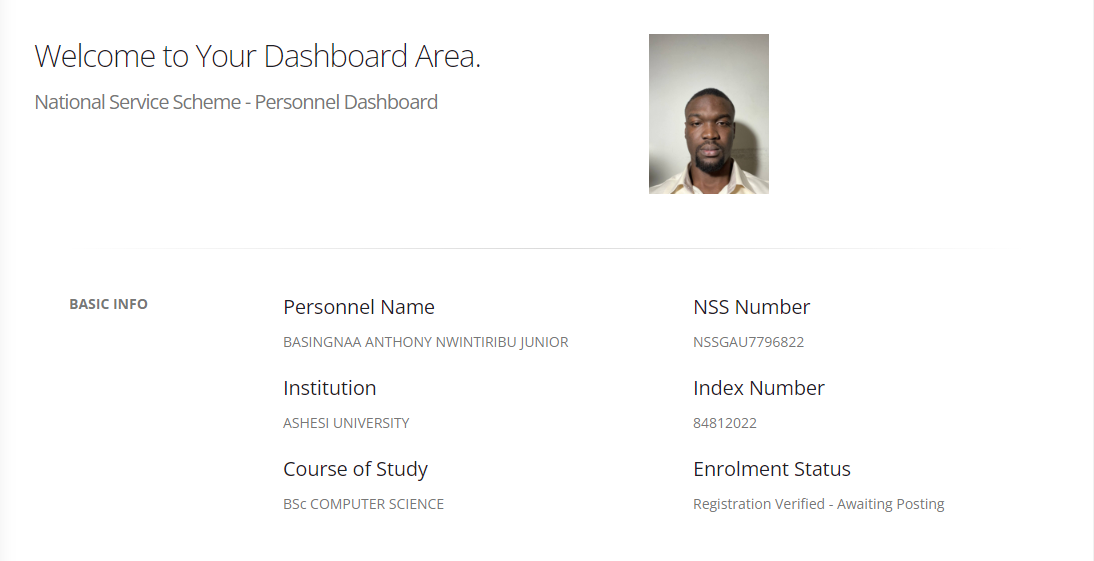 Welcome to Your Dashboard Area.
National Service Scheme - Personnel Dashboard
BASIC INFO
Personnel Name
BASINGNAA ANTHONY NWINTIRIBU JUNIOR
NSS Number
NSSGAU7796822
Institution
ASHESI UNIVERSITY
Index Number
84812022
Course of Study
BSc COMPUTER SCIENCE
Enrolment Status
Registration Verified - Awaiting Posting